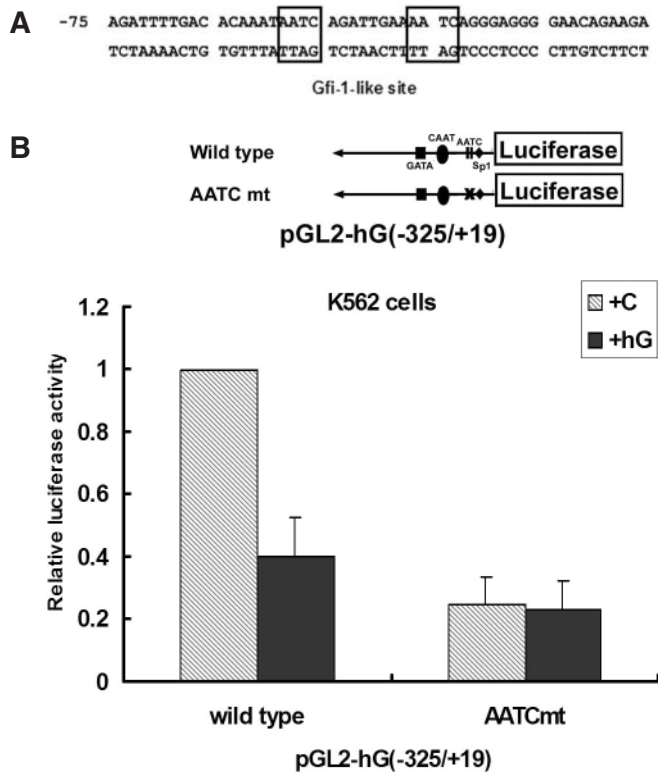 A
-75 AGATTTTGAC ACAAATAATC AGATTGAAAA TCAGGGAGGG GAACAGAAGA
TCTAAAACTG TGTTTATTAG TCTAACTTTT AGTCCCTCCC CTTGTCTTCT
Gfi-1-like site
B
Wild type GATA CAAT AATC Sp1 Luciferase
AATC mt Luciferase
pGL2-hG(-325/+19)
K562 cells
+C
+hG
Relative luciferase activity
1.2
1
0.8
0.6
0.4
0.2
0
wild type AATCmt
pGL2-hG(-325/+19)